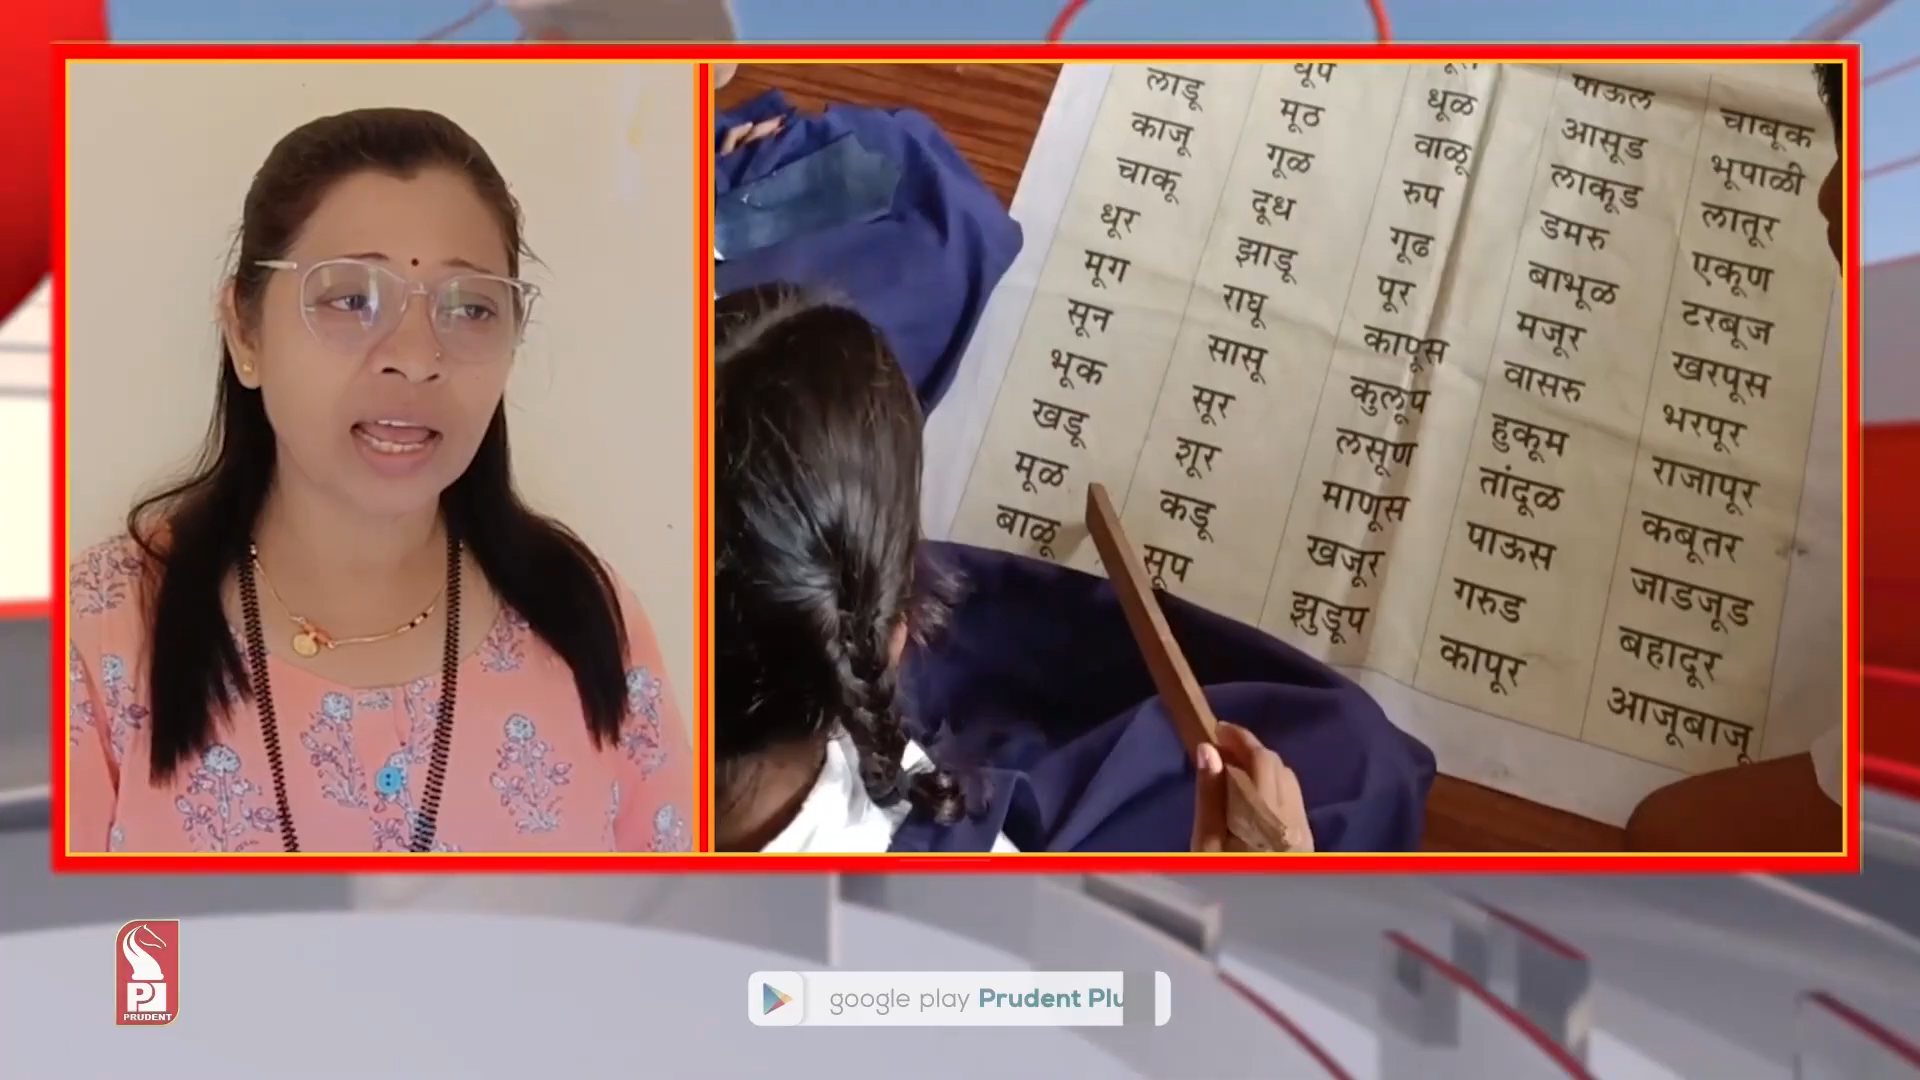 लाडू
काजू
चाकू
धूर
मूग
सून
भूक
खडू
मूळ
बाळू
धूप
मूठ
गूळ
दूध
झाडू
राघू
सासू
सूर
शूर
कडू
सूप
धूळ
वाळू
रुप
गूढ
पूर
कापूस
कुलूप
लसूण
माणूस
खजूर
झुडूप
पाऊल
आसूड
लाकूड
डमरु
बाभूळ
मजूर
वासरु
हुकूम
तांदूळ
पाऊस
गरुड
कापूर
चाबूक
भूपाळी
लातूर
एकूण
टरबूज
खरपूस
भरपूर
राजापूर
कबूतर
जाडजूड
बहादूर
आजूबाजू
PRUDENT
google play Prudent Plu